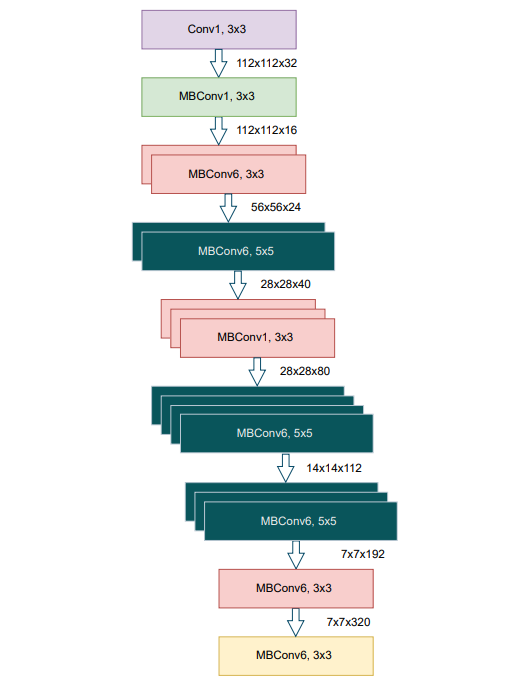 Conv1, 3x3
112x112x32
MBConv1, 3x3
112x112x16
MBConv6, 3x3
56x56x24
MBConv6, 5x5
28x28x40
MBConv1, 3x3
28x28x80
MBConv6, 5x5
14x14x112
MBConv6, 5x5
7x7x192
MBConv6, 3x3
7x7x320
MBConv6, 3x3